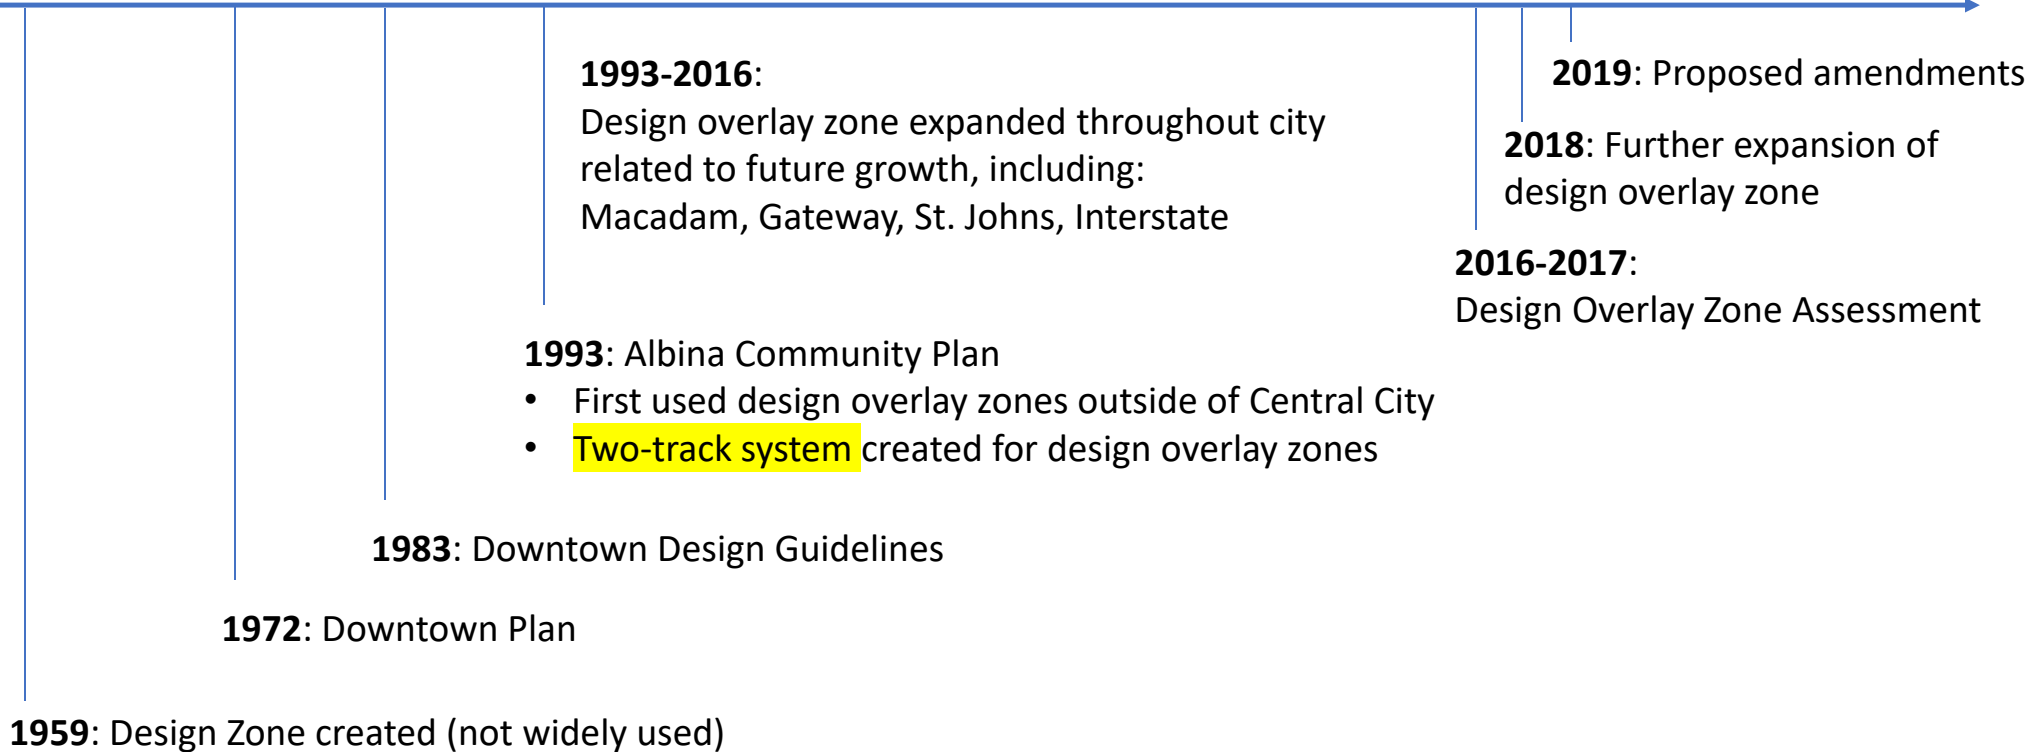 1993-2016:
Design overlay zone expanded throughout city
related to future growth, including:
Macadam, Gateway, St. Johns, Interstate
2019: Proposed amendments
2018: Further expansion of
design overlay zone
2016-2017:
Design Overlay Zone Assessment
1993: Albina Community Plan
• First used design overlay zones outside of Central City
• Two-track system created for design overlay zones
1983: Downtown Design Guidelines
1972: Downtown Plan
1959: Design Zone created (not widely used)